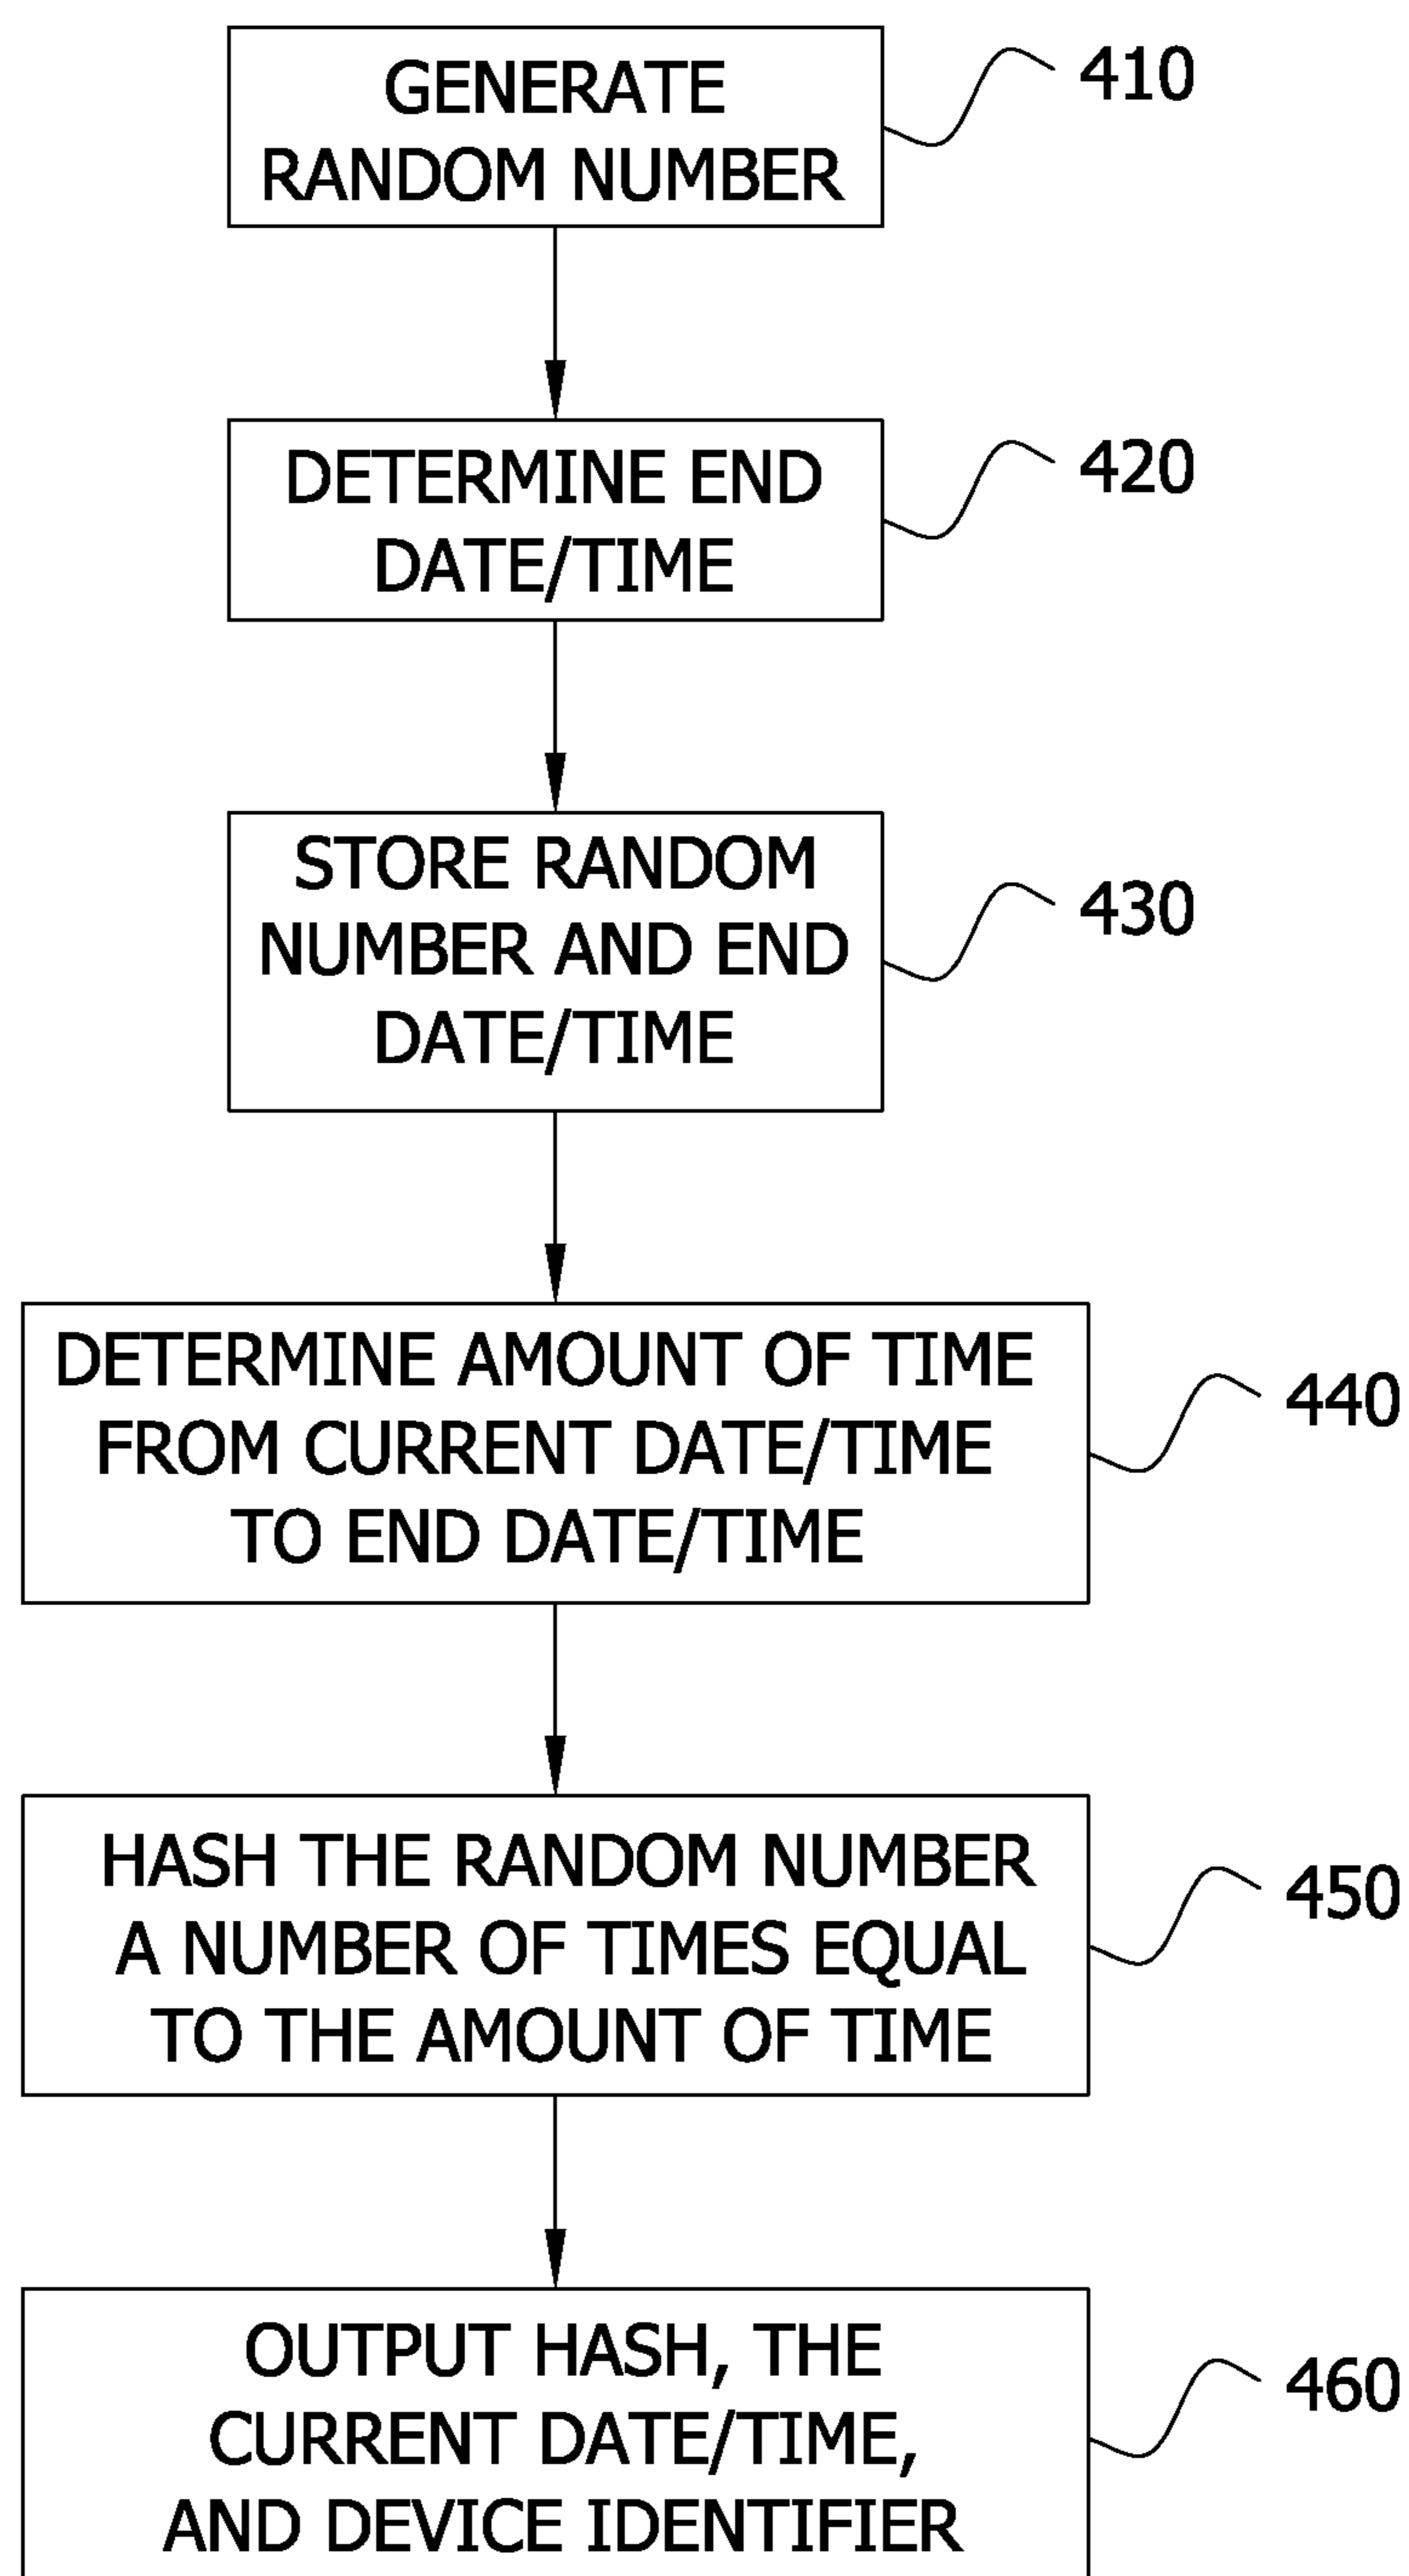 GENERATE
RANDOM NUMBER
410
DETERMINE END
DATE/TIME
420
STORE RANDOM
NUMBER AND END
DATE/TIME
430
DETERMINE AMOUNT OF TIME
FROM CURRENT DATE/TIME
TO END DATE/TIME
440
HASH THE RANDOM NUMBER
A NUMBER OF TIMES EQUAL
TO THE AMOUNT OF TIME
450
OUTPUT HASH, THE
CURRENT DATE/TIME,
AND DEVICE IDENTIFIER
460